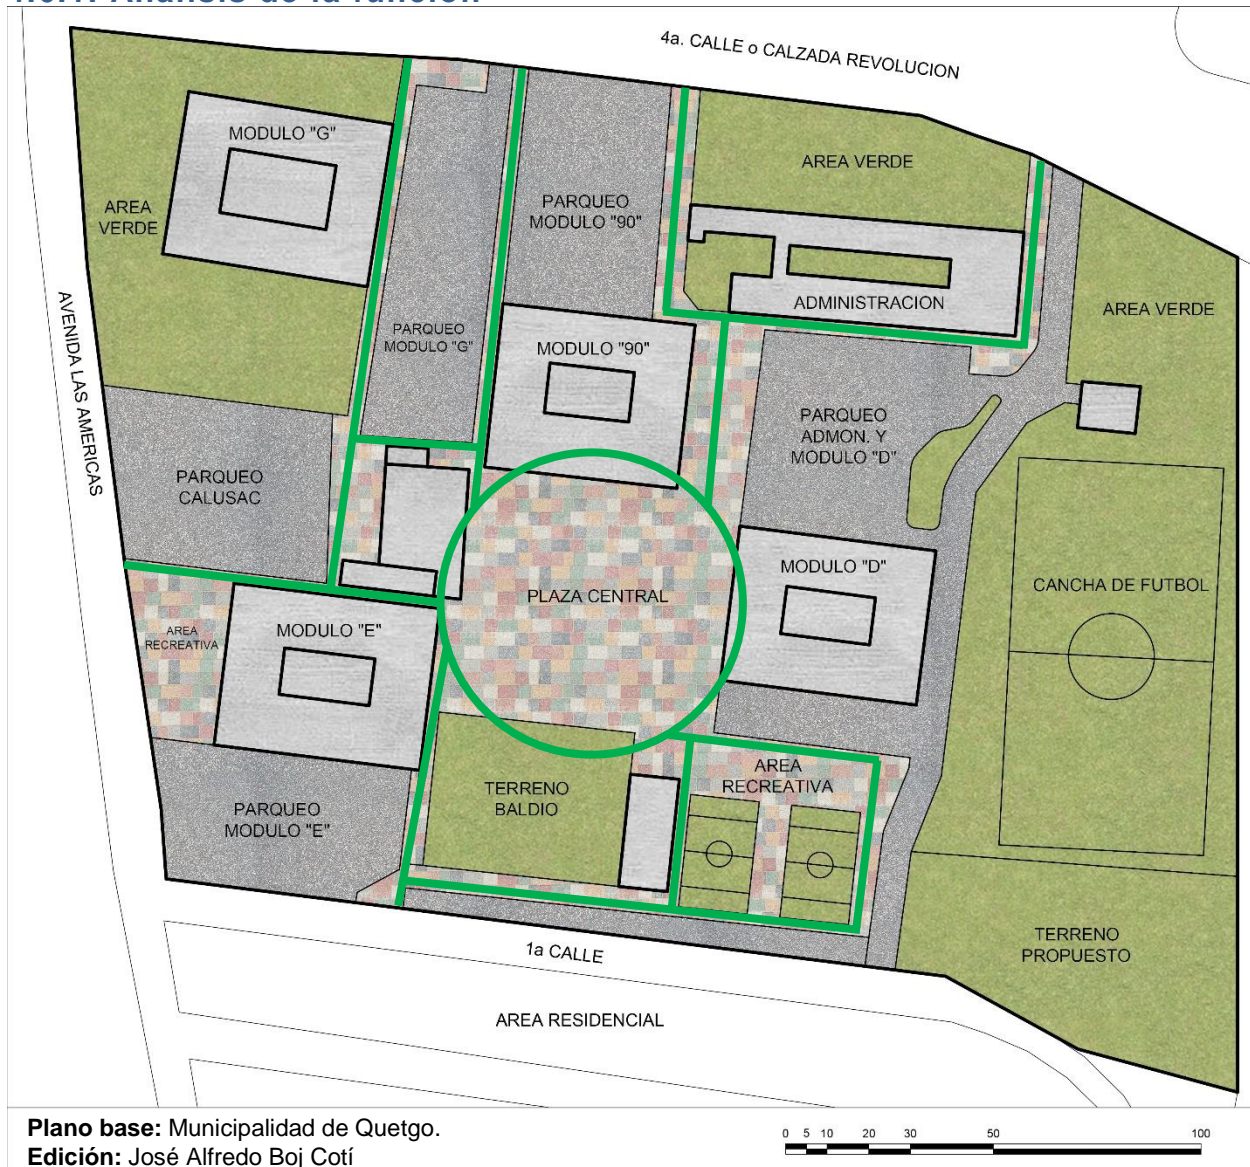 4a. CALLE o CALZADA REVOLUCION
MODULO "G"
AREA VERDE
AREA
VERDE
PARQUEO
MODULO "90"
ADMINISTRACION
AREA VERDE
AVENIDA LAS AMERICAS
PARQUEO
MODULO "G"
MODULO "90"
PARQUEO
ADMON. Y
MODULO "D"
PARQUEO
CALUSAC
MODULO "D"
CANCHA DE FUTBOL
PLAZA CENTRAL
AREA
RECREATIVA
MODULO "E"
AREA
RECREATIVA
TERRENO
BALDIO
PARQUEO
MODULO "E"
TERRENO
PROPUESTO
1a CALLE
AREA RESIDENCIAL
Plano base: Municipalidad de Quetgo.
Edición: José Alfredo Boj Cotí
0 5 10 20 30 50 100